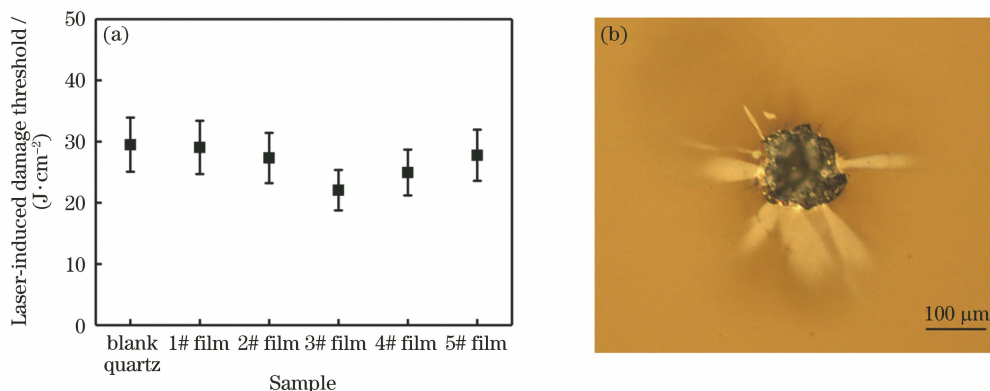 (a)
Laser-induced damage threshold /
(J·cm⁻²)
50
40
30
20
10
0
blank quartz
1# film
2# film
3# film
4# film
5# film
Sample
(b)
100 μm